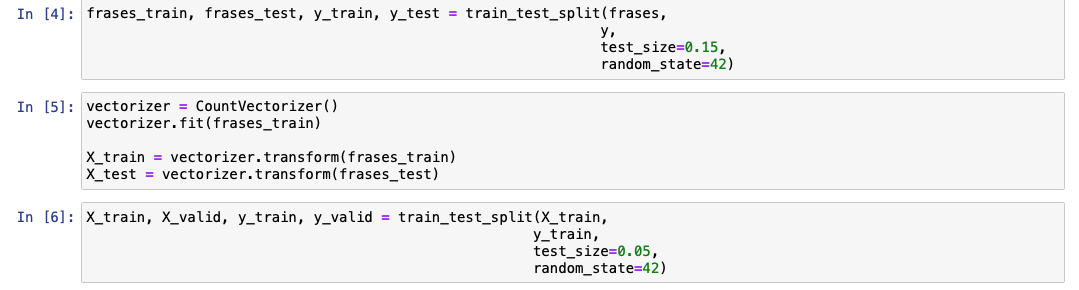 In [4]: frases_train, frases_test, y_train, y_test = train_test_split(frases,
y,
test_size=0.15,
random_state=42)
In [5]: vectorizer = CountVectorizer()
vectorizer.fit(frases_train)
X_train = vectorizer.transform(frases_train)
X_test = vectorizer.transform(frases_test)
In [6]: X_train, X_valid, y_train, y_valid = train_test_split(X_train,
y_train,
test_size=0.05,
random_state=42)